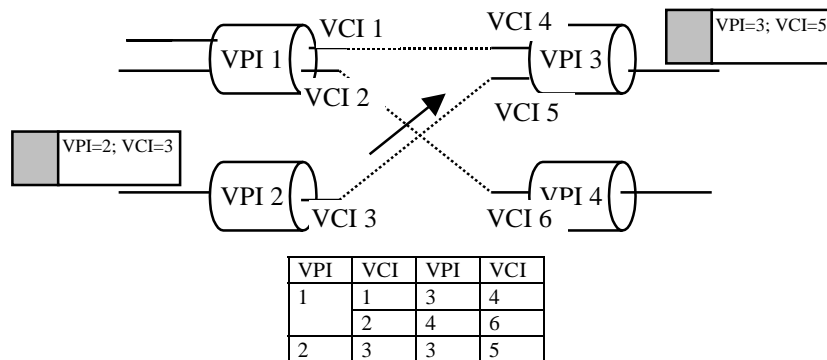 VCI 1
VCI 4
VPI=3; VCI=5
VPI 1
VPI 3
VCI 2
VCI 5
VPI=2; VCI=3
VPI 2
VPI 4
VCI 3
VCI 6
VPI VCI VPI VCI
1 1 3 4
2 4 6
2 3 3 5